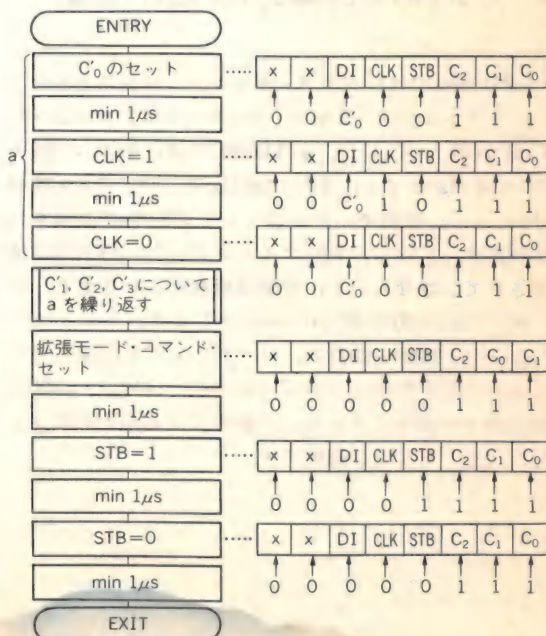 ENTRY
C'₀のセット ‥‥‥ x x DI CLK STB C₂ C₁ C₀
min 1μs
0 0 C'₀ 0 0 1 1 1
a
CLK=1 ‥‥‥ x x DI CLK STB C₂ C₁ C₀
min 1μs
0 0 C'₀ 1 0 1 1 1
CLK=0 ‥‥‥ x x DI CLK STB C₂ C₁ C₀
0 0 C'₀ 0 0 1 1 1
C'₁, C'₂, C'₃について
aを繰り返す
拡張モード・コマンド・
セット ‥‥‥ x x DI CLK STB C₂ C₀ C₁
min 1μs
0 0 0 0 0 1 1 1
STB=1 ‥‥‥ x x DI CLK STB C₂ C₁ C₀
min 1μs
0 0 0 0 1 1 1 1
STB=0 ‥‥‥ x x DI CLK STB C₂ C₁ C₀
min 1μs
0 0 0 0 0 1 1 1
EXIT